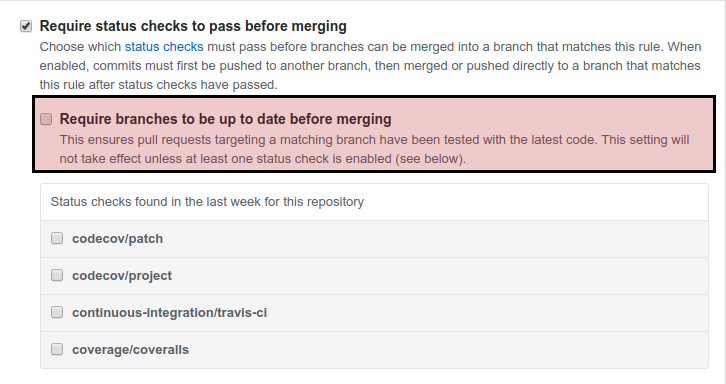 Require status checks to pass before merging
Choose which status checks must pass before branches can be merged into a branch that matches this rule. When
enabled, commits must first be pushed to another branch, then merged or pushed directly to a branch that matches
this rule after status checks have passed.
Require branches to be up to date before merging
This ensures pull requests targeting a matching branch have been tested with the latest code. This setting will
not take effect unless at least one status check is enabled (see below).
Status checks found in the last week for this repository
codecov/patch
codecov/project
continuous-integration/travis-ci
coverage/coveralls